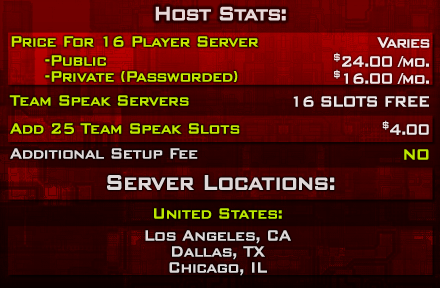 Host Stats:
Price For 16 Player Server Varies
-Public $24.00 /mo.
-Private (Passworded) $16.00 /mo.
Team Speak Servers 16 SLOTS FREE
Add 25 Team Speak Slots $4.00
Additional Setup Fee NO
Server Locations:
United States:
Los Angeles, CA
Dallas, TX
Chicago, IL